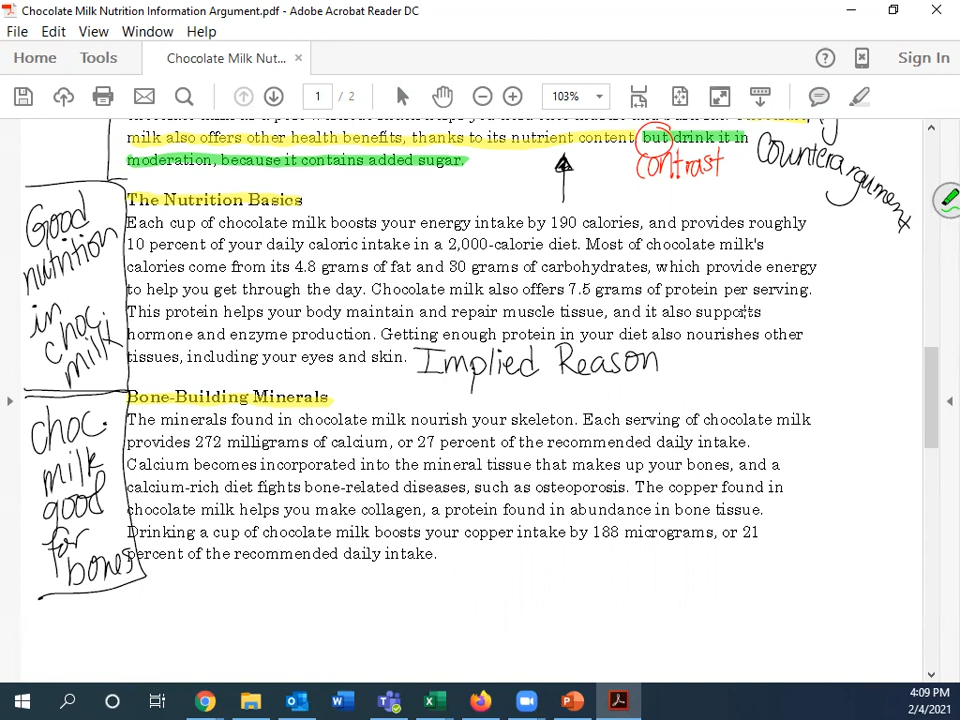 Chocolate Milk Nutrition Information Argument.pdf - Adobe Acrobat Reader DC
File Edit View Window Help
Home Tools Chocolate Milk Nut... × Sign In
1 / 2 103%
milk also offers other health benefits, thanks to its nutrient content but drink it in
moderation, because it contains added sugar.
contrast
Counterargument
The Nutrition Basics
Each cup of chocolate milk boosts your energy intake by 190 calories, and provides roughly
10 percent of your daily caloric intake in a 2,000-calorie diet. Most of chocolate milk's
calories come from its 4.8 grams of fat and 30 grams of carbohydrates, which provide energy
to help you get through the day. Chocolate milk also offers 7.5 grams of protein per serving.
This protein helps your body maintain and repair muscle tissue, and it also supports
hormone and enzyme production. Getting enough protein in your diet also nourishes other
tissues, including your eyes and skin.
Implied Reason
Good
nutrition
in
choc.
milk
Bone-Building Minerals
The minerals found in chocolate milk nourish your skeleton. Each serving of chocolate milk
provides 272 milligrams of calcium, or 27 percent of the recommended daily intake.
Calcium becomes incorporated into the mineral tissue that makes up your bones, and a
calcium-rich diet fights bone-related diseases, such as osteoporosis. The copper found in
chocolate milk helps you make collagen, a protein found in abundance in bone tissue.
Drinking a cup of chocolate milk boosts your copper intake by 188 micrograms, or 21
percent of the recommended daily intake.
choc.
milk
good
for
bones
4:09 PM
2/4/2021